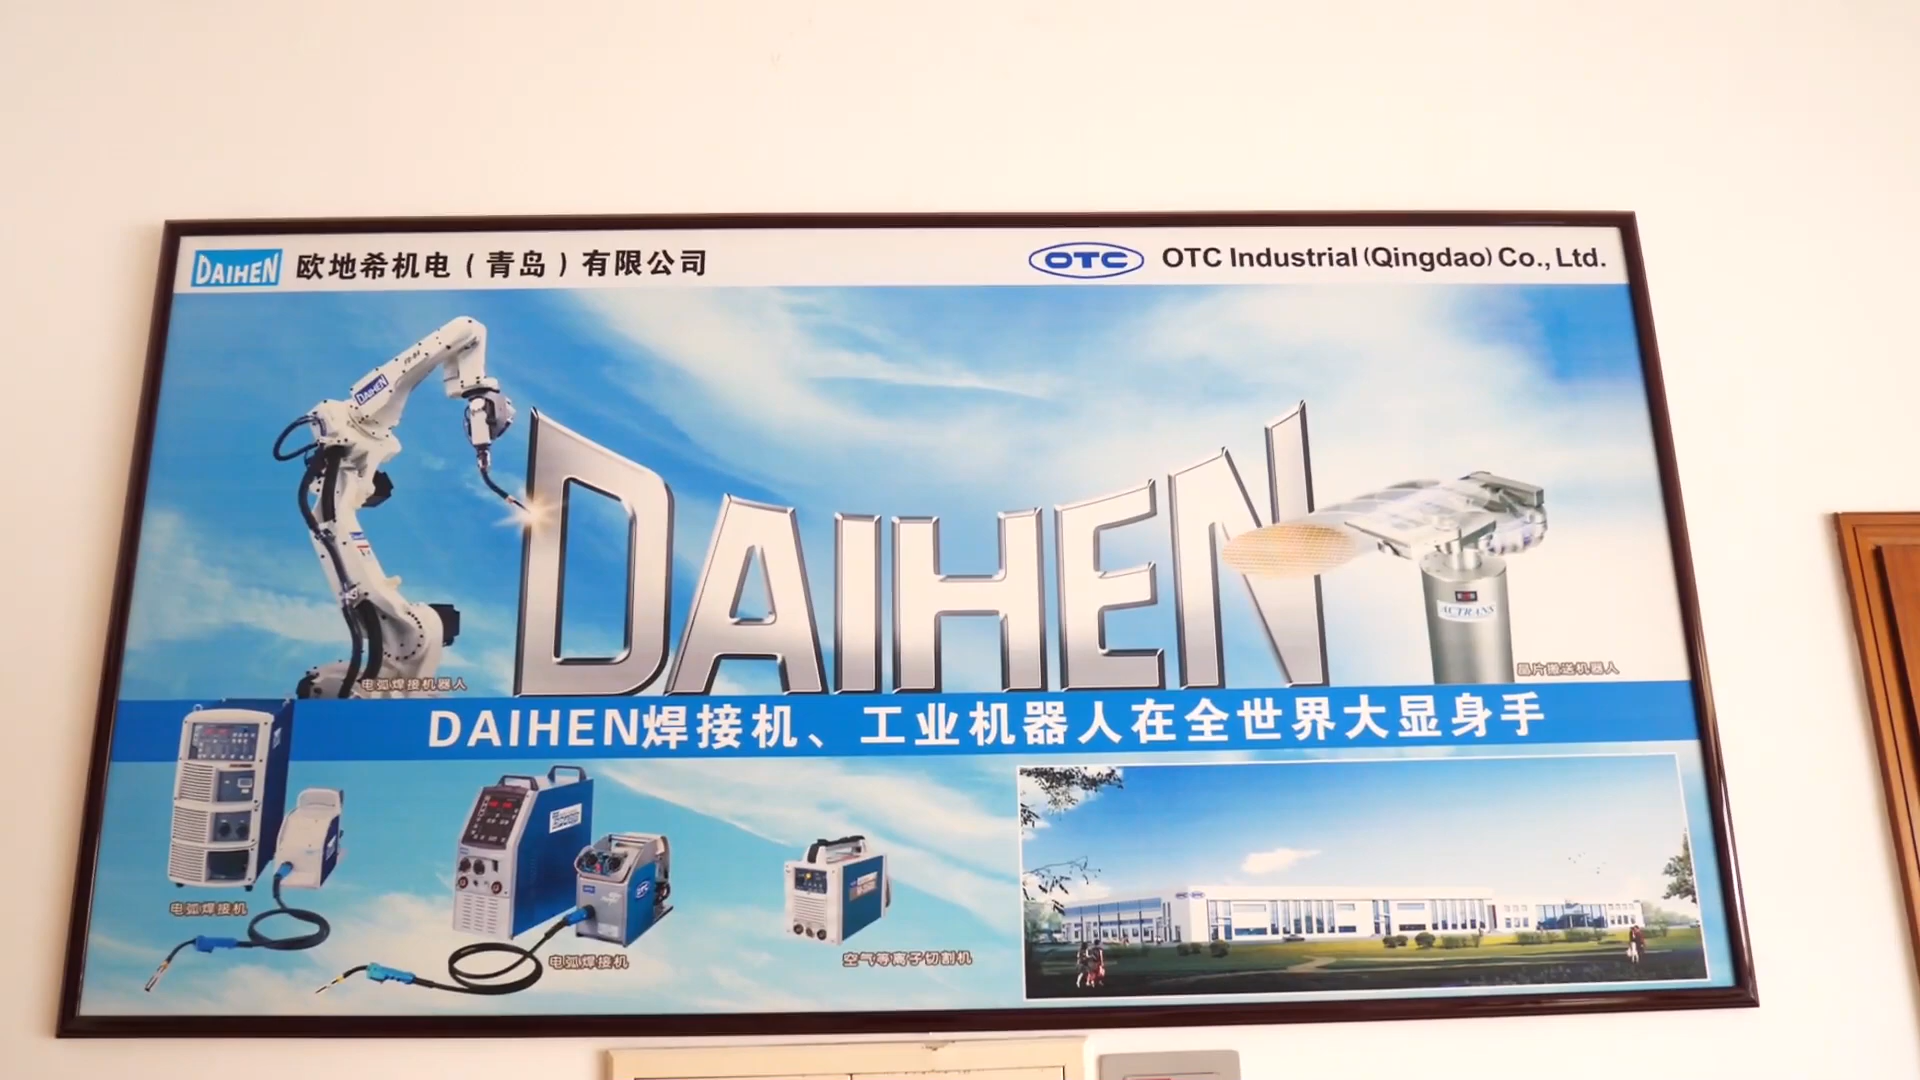 DAIHEN 欧地希机电（青岛）有限公司
OTC OTC Industrial (Qingdao) Co., Ltd.
DAIHEN
DAIHEN
ACTRANS
电弧焊接机器人
晶片搬送机器人
DAIHEN焊接机、工业机器人在全世界大显身手
OTC
电弧焊接机
电弧焊接机
空气等离子切割机